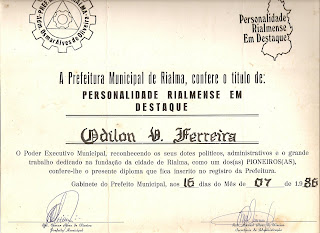 Personalidade
Rialmense
Em Destaque
A Prefeitura Municipal de Rialma, confere o titulo de:
PERSONALIDADE RIALMENSE EM
DESTAQUE
Odilon V. Ferreira
O Poder Executivo Municipal, reconhecendo os seus dotes políticos, administrativos e o grande
trabalho dedicado na fundação da cidade de Rialma, como um dos(as) PIONEIROS(AS),
confere-lhe o presente diploma que fica inscrito no registro da Prefeitura.
Gabinete do Prefeito Municipal, aos 16 dias do Mês de 07 de 1986
Prefeito Municipal